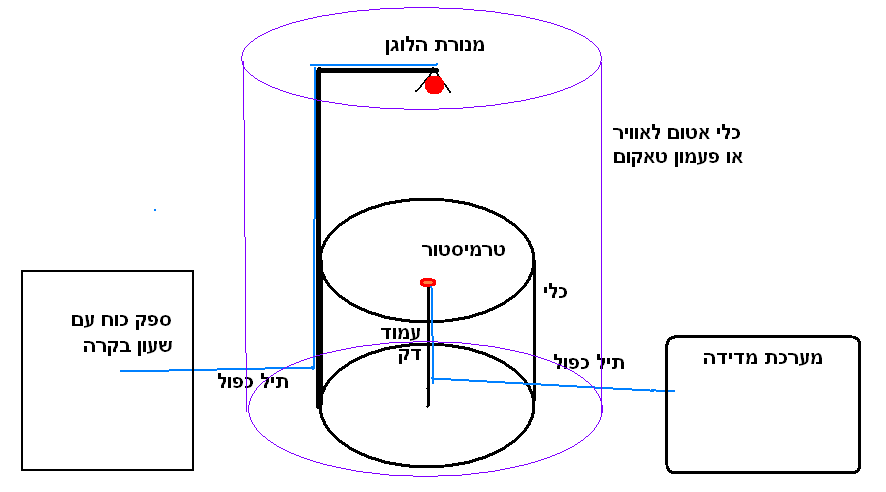 מנורת הלוגן
כלי אטום לאוויר
או פעמון טאקום
טרמיסטור
כלי
ספק כוח עם
שעון בקרה
עמוד
דק
תיל כפול
תיל כפול
מערכת מדידה